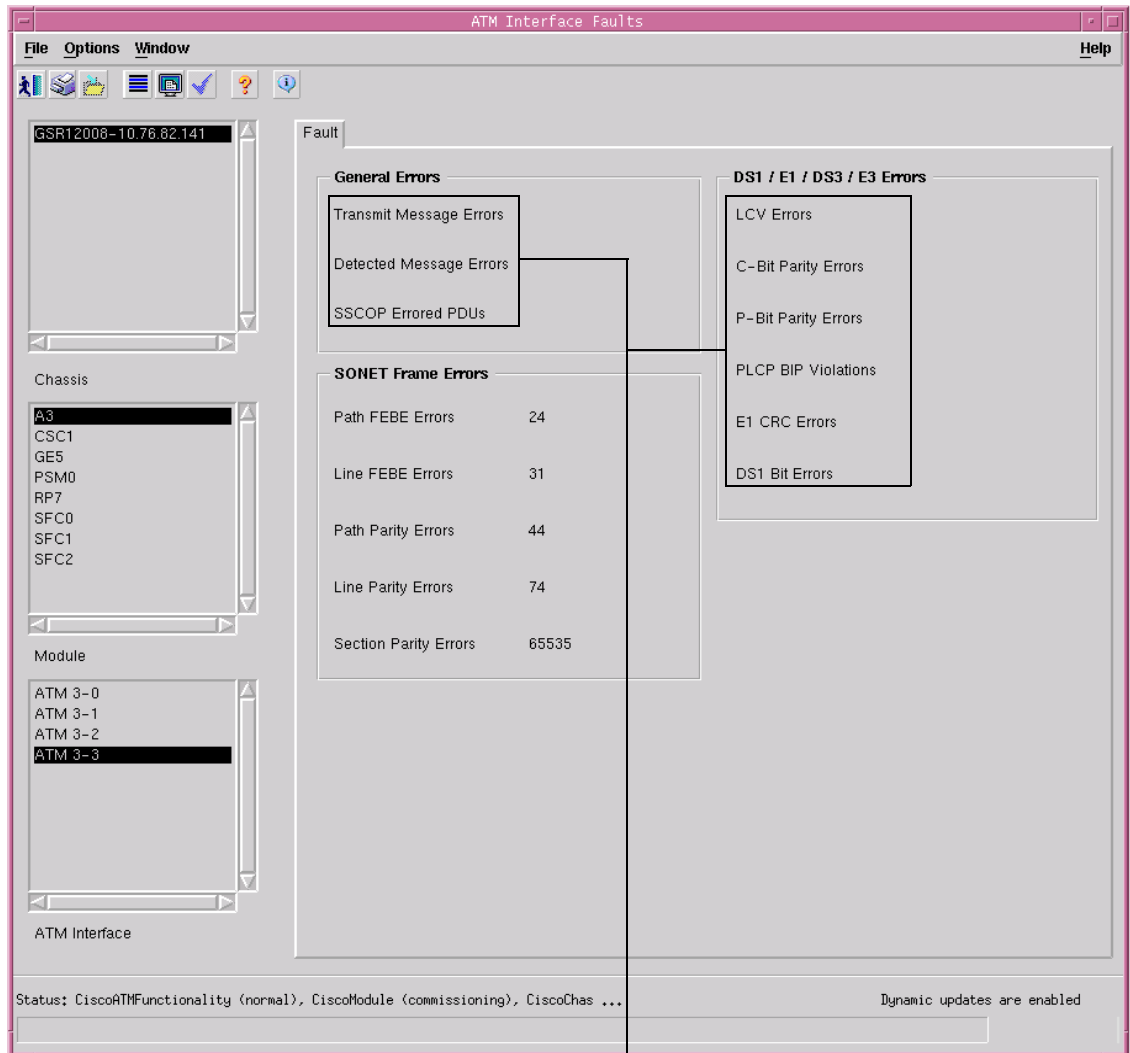 ATM Interface Faults
File Options Window Help
GSR12008-10.76.82.141
Chassis
A3
CSC1
GE5
PSM0
RP7
SFC0
SFC1
SFC2
Module
ATM 3-0
ATM 3-1
ATM 3-2
ATM 3-3
ATM Interface
Fault
General Errors
Transmit Message Errors
Detected Message Errors
SSCOP Errored PDUs
SONET Frame Errors
Path FEBE Errors 24
Line FEBE Errors 31
Path Parity Errors 44
Line Parity Errors 74
Section Parity Errors 65535
DS1 / E1 / DS3 / E3 Errors
LCV Errors
C-Bit Parity Errors
P-Bit Parity Errors
PLCP BIP Violations
E1 CRC Errors
DS1 Bit Errors
Status: CiscoATMFunctionality (normal), CiscoModule (commissioning), CiscoChas ...
Dynamic updates are enabled